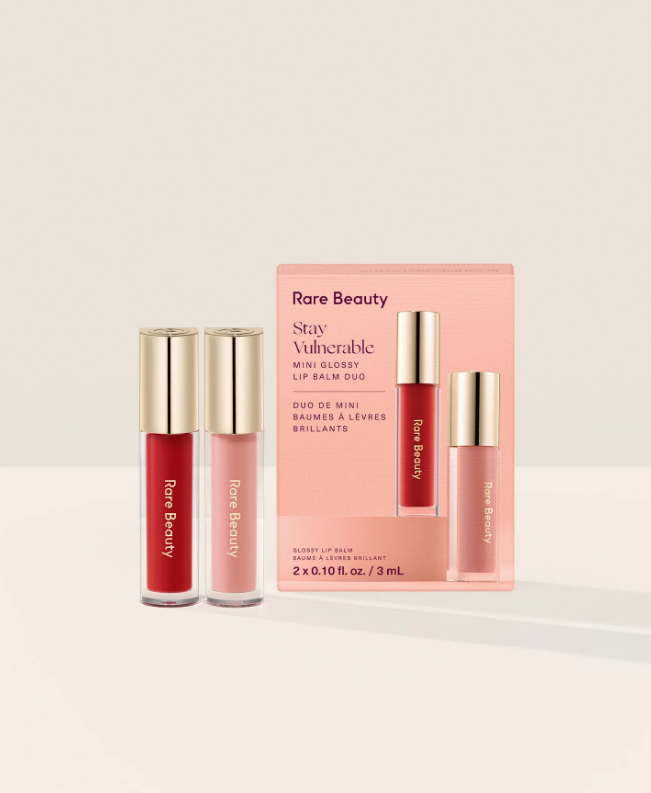 Rare Beauty
Rare Beauty
Rare Beauty
Stay
Vulnerable
MINI GLOSSY
LIP BALM DUO
DUO DE MINI
BAUMES À LÈVRES
BRILLANTS
Rare Beauty
Rare Beauty
GLOSSY LIP BALM
BAUME À LÈVRES BRILLANT
2 x 0.10 fl. oz. / 3 mL